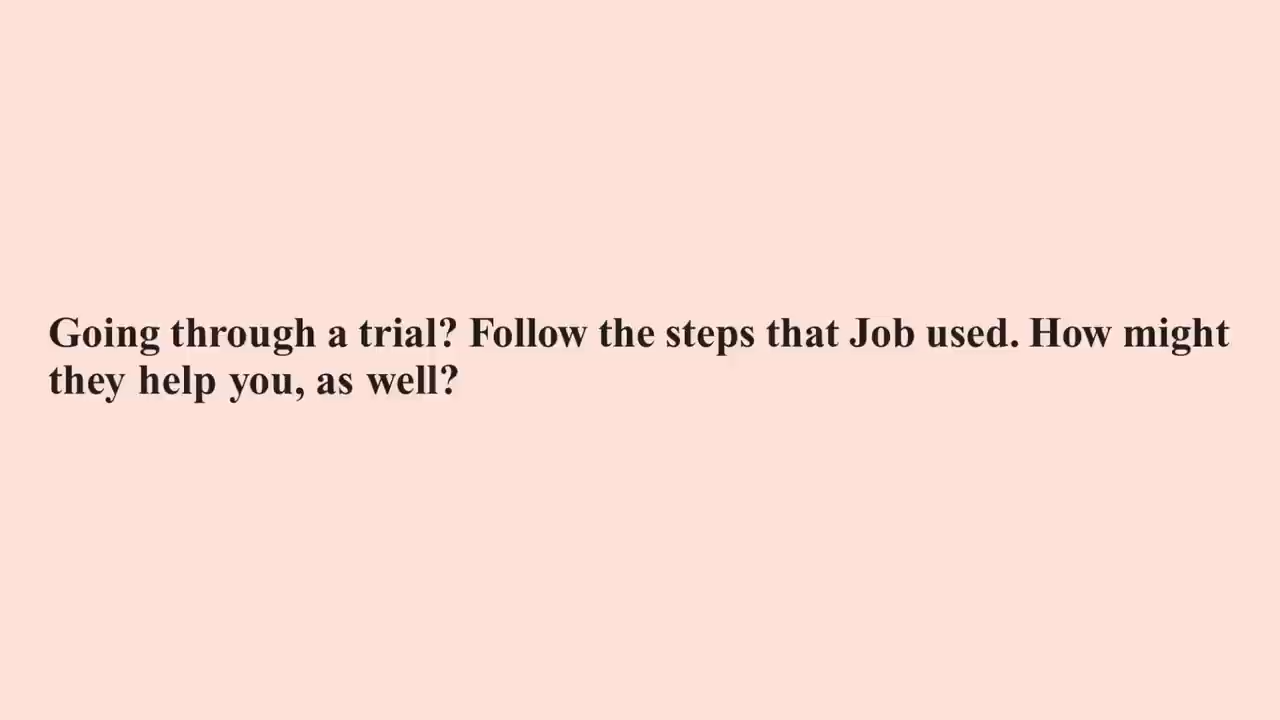 Going through a trial? Follow the steps that Job used. How might
they help you, as well?